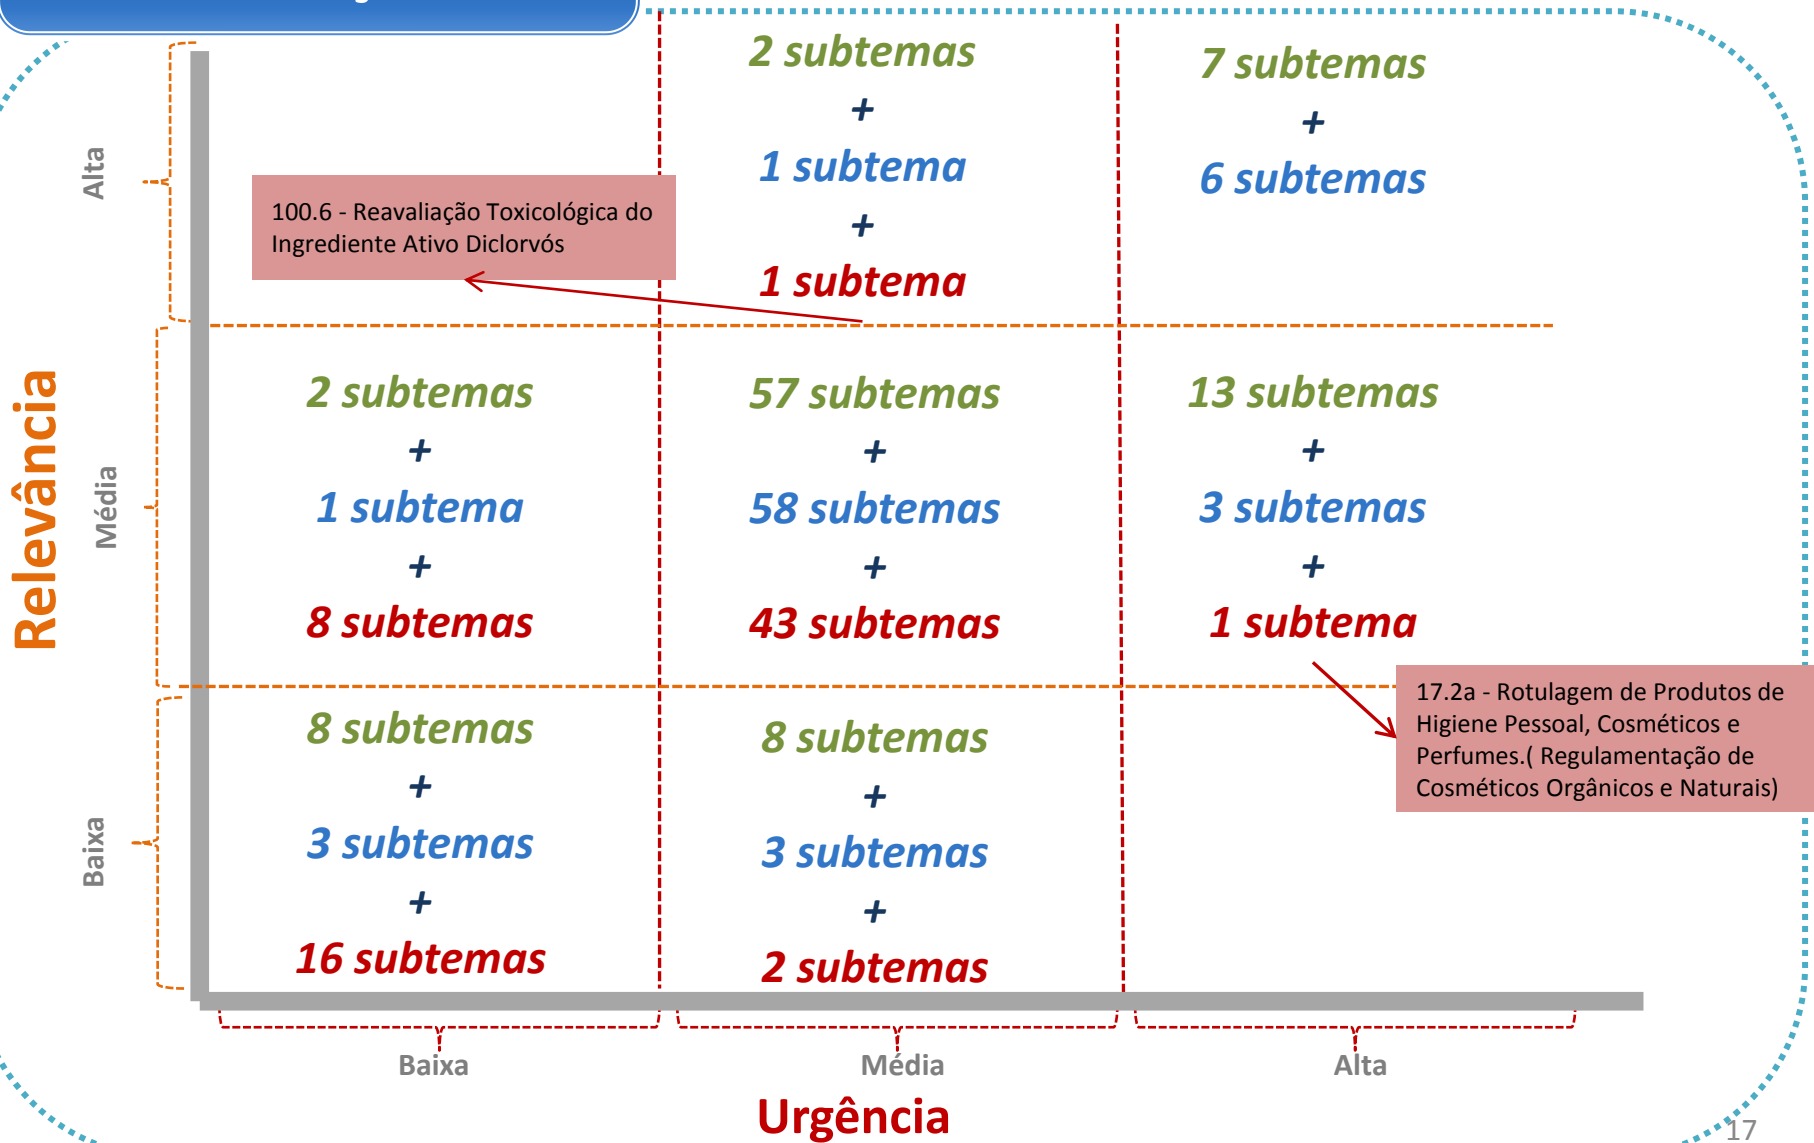 Alta
2 subtemas
+
1 subtema
+
1 subtema
7 subtemas
+
6 subtemas
100.6 - Reavaliação Toxicológica do
Ingrediente Ativo Diclorvós
Relevância
Média
2 subtemas
+
1 subtema
+
8 subtemas
57 subtemas
+
58 subtemas
+
43 subtemas
13 subtemas
+
3 subtemas
+
1 subtema
17.2a - Rotulagem de Produtos de
Higiene Pessoal, Cosméticos e
Perfumes.( Regulamentação de
Cosméticos Orgânicos e Naturais)
Baixa
8 subtemas
+
3 subtemas
+
16 subtemas
8 subtemas
+
3 subtemas
+
2 subtemas
Baixa
Média
Alta
Urgência
17